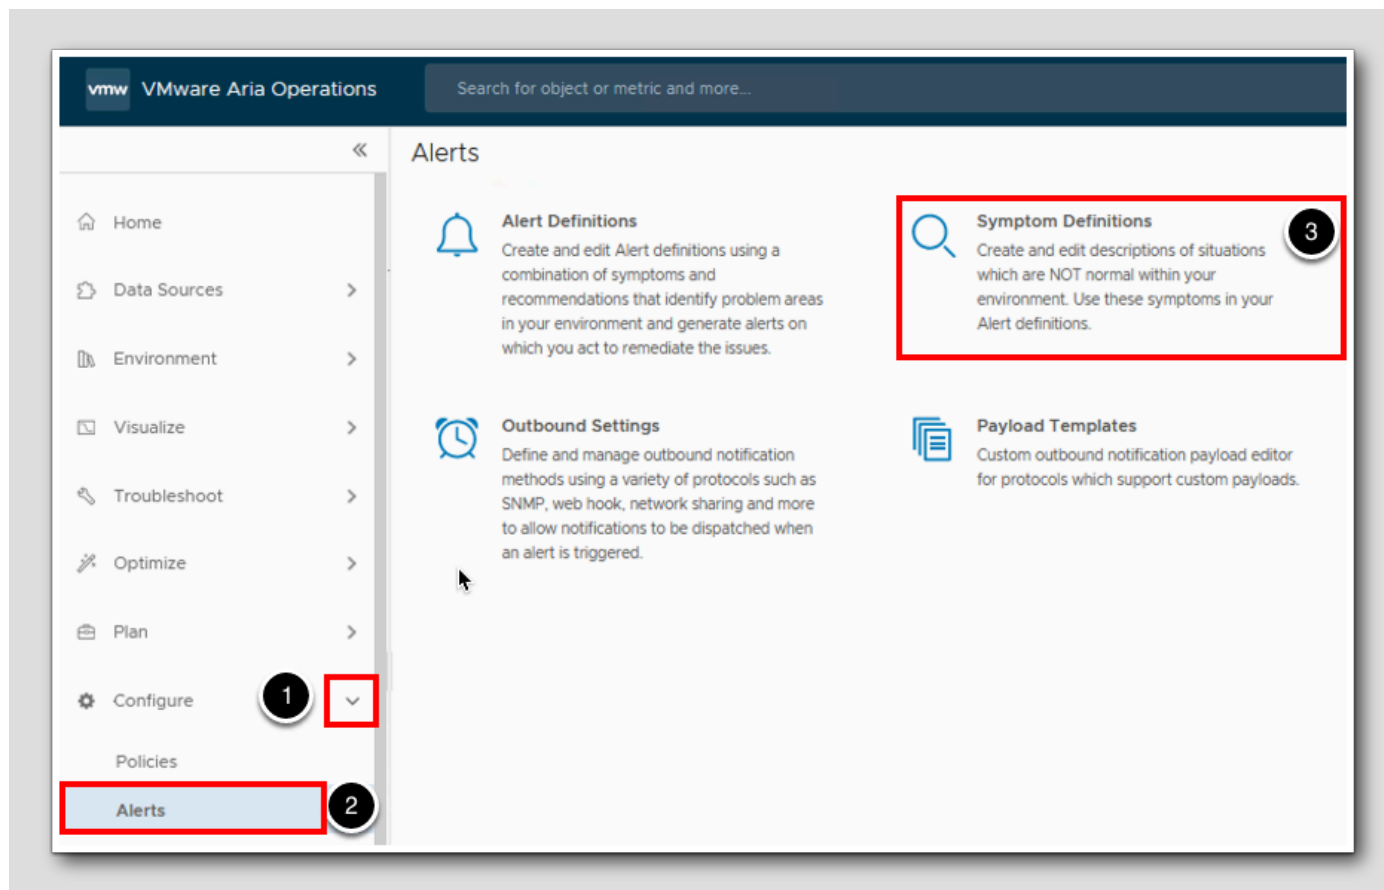 vmw VMware Aria Operations
Search for object or metric and more...
Alerts
Home
Data Sources
Environment
Visualize
Troubleshoot
Optimize
Plan
Configure
1
Policies
Alerts
2
Alert Definitions
Create and edit Alert definitions using a
combination of symptoms and
recommendations that identify problem areas
in your environment and generate alerts on
which you act to remediate the issues.
Symptom Definitions
3
Create and edit descriptions of situations
which are NOT normal within your
environment. Use these symptoms in your
Alert definitions.
Outbound Settings
Define and manage outbound notification
methods using a variety of protocols such as
SNMP, web hook, network sharing and more
to allow notifications to be dispatched when
an alert is triggered.
Payload Templates
Custom outbound notification payload editor
for protocols which support custom payloads.